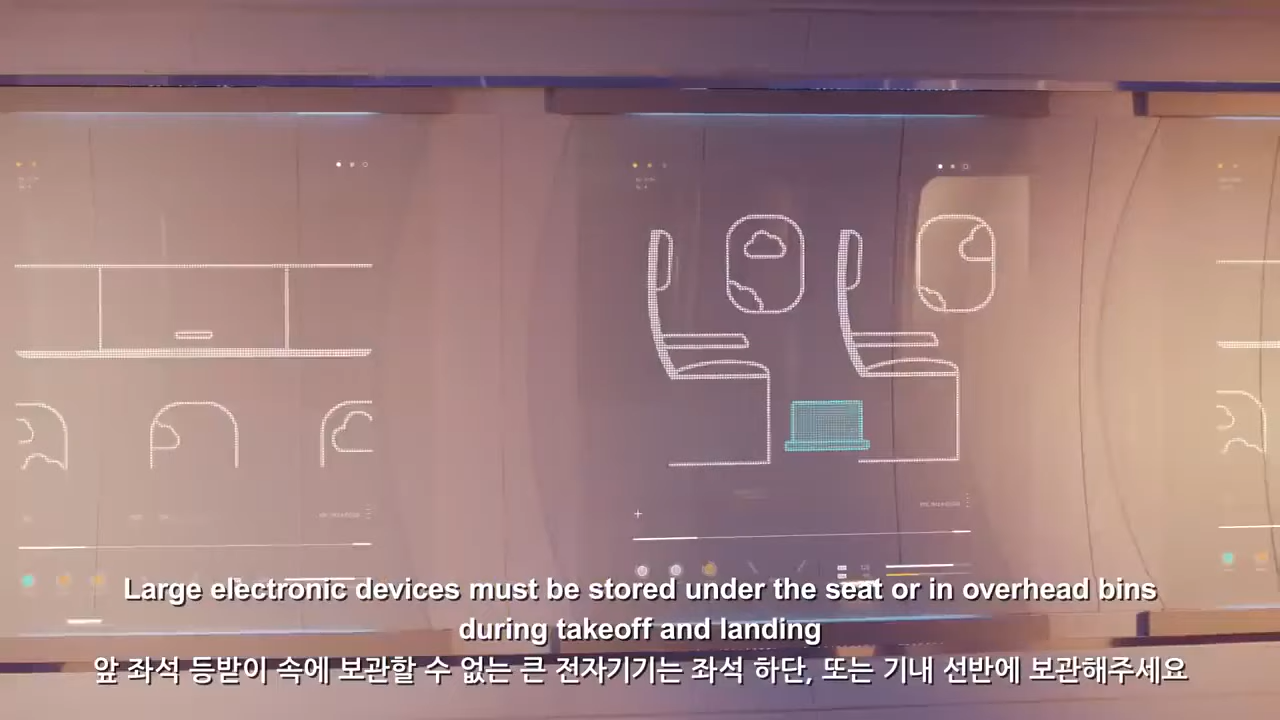 Large electronic devices must be stored under the seat or in overhead bins
during takeoff and landing
앞 좌석 등받이 속에 보관할 수 없는 큰 전자기기는 좌석 하단, 또는 기내 선반에 보관해주세요